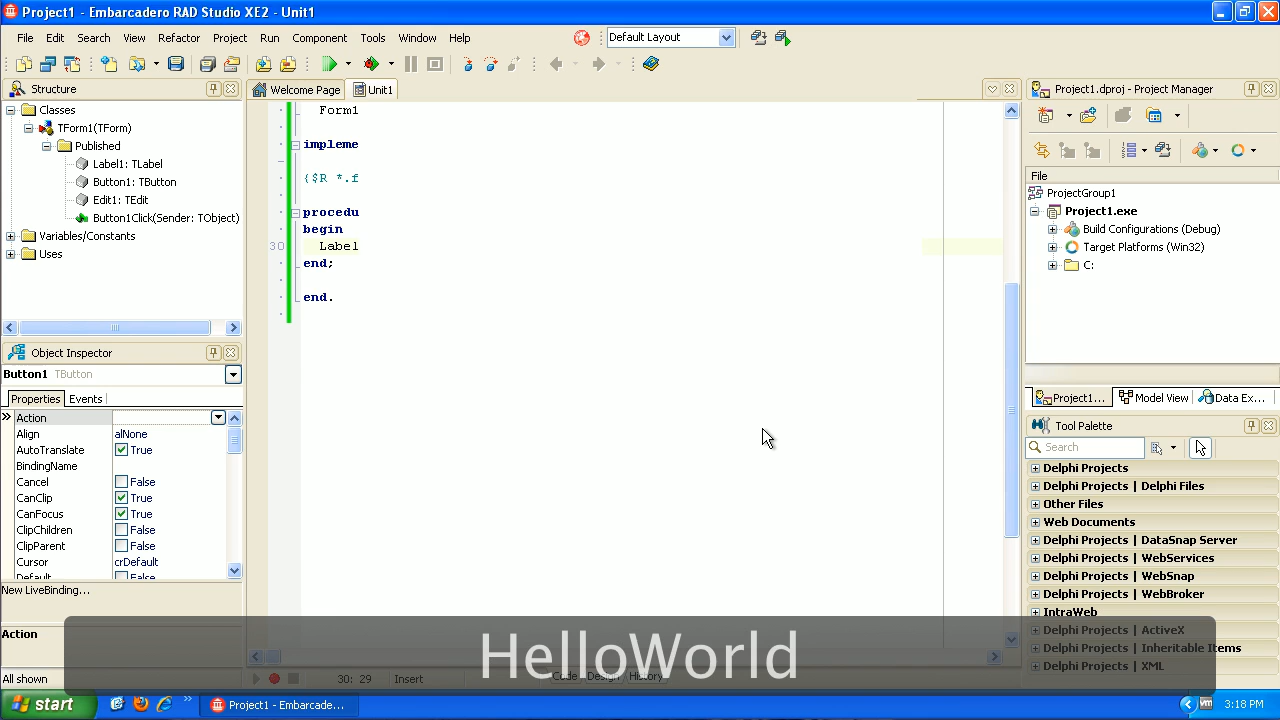 Project1 - Embarcadero RAD Studio XE2 - Unit1
File Edit Search View Refactor Project Run Component Tools Window Help
Default Layout
Structure
Classes
TForm1(TForm)
Published
Label1: TLabel
Button1: TButton
Edit1: TEdit
Button1Click(Sender: TObject)
Variables/Constants
Uses
Object Inspector
Button1 TButton
Properties Events
Action
Align alNone
AutoTranslate True
BindingName
Cancel False
CanClip True
CanFocus True
ClipChildren False
ClipParent False
Cursor crDefault
Default False
New LiveBinding...
Action
All shown
Welcome Page Unit1
Form1
impleme
{$R *.f
procedu
begin
30 Label
end;
end.
30: 29 Insert
Code Design History
Project1.dproj - Project Manager
File
ProjectGroup1
Project1.exe
Build Configurations (Debug)
Target Platforms (Win32)
C:
Project1... Model View Data Ex...
Tool Palette
Search
Delphi Projects
Delphi Projects | Delphi Files
Other Files
Web Documents
Delphi Projects | DataSnap Server
Delphi Projects | WebServices
Delphi Projects | WebSnap
Delphi Projects | WebBroker
IntraWeb
Delphi Projects | ActiveX
Delphi Projects | Inheritable Items
Delphi Projects | XML
HelloWorld
start
Project1 - Embarcade...
3:18 PM